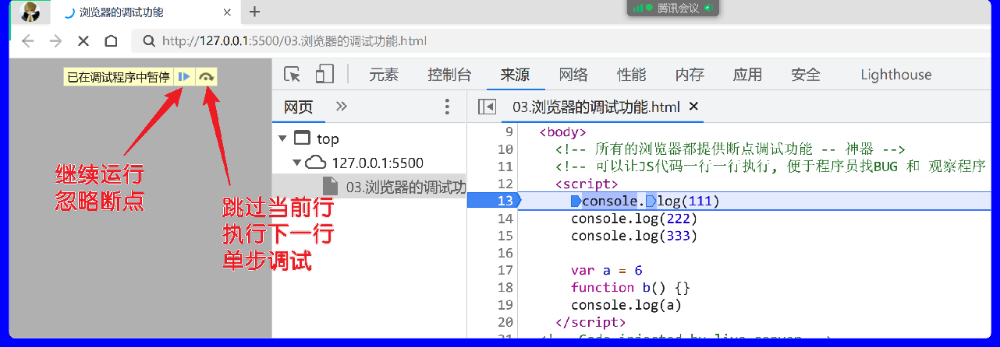 浏览器的调试功能
腾讯会议
http://127.0.0.1:5500/03.浏览器的调试功能.html
已在调试程序中暂停
元素 控制台 来源 网络 性能 内存 应用 安全 Lighthouse
网页
03.浏览器的调试功能.html
top
127.0.0.1:5500
03.浏览器的调试功
继续运行
忽略断点
跳过当前行
执行下一行
单步调试
9 <body>
10 <!-- 所有的浏览器都提供断点调试功能 -- 神器 -->
11 <!-- 可以让JS代码一行一行执行, 便于程序员找BUG 和 观察程序
12 <script>
13 console.log(111)
14 console.log(222)
15 console.log(333)
16
17 var a = 6
18 function b() {}
19 console.log(a)
20 </script>
21 <!-- Code injected by live-server -->